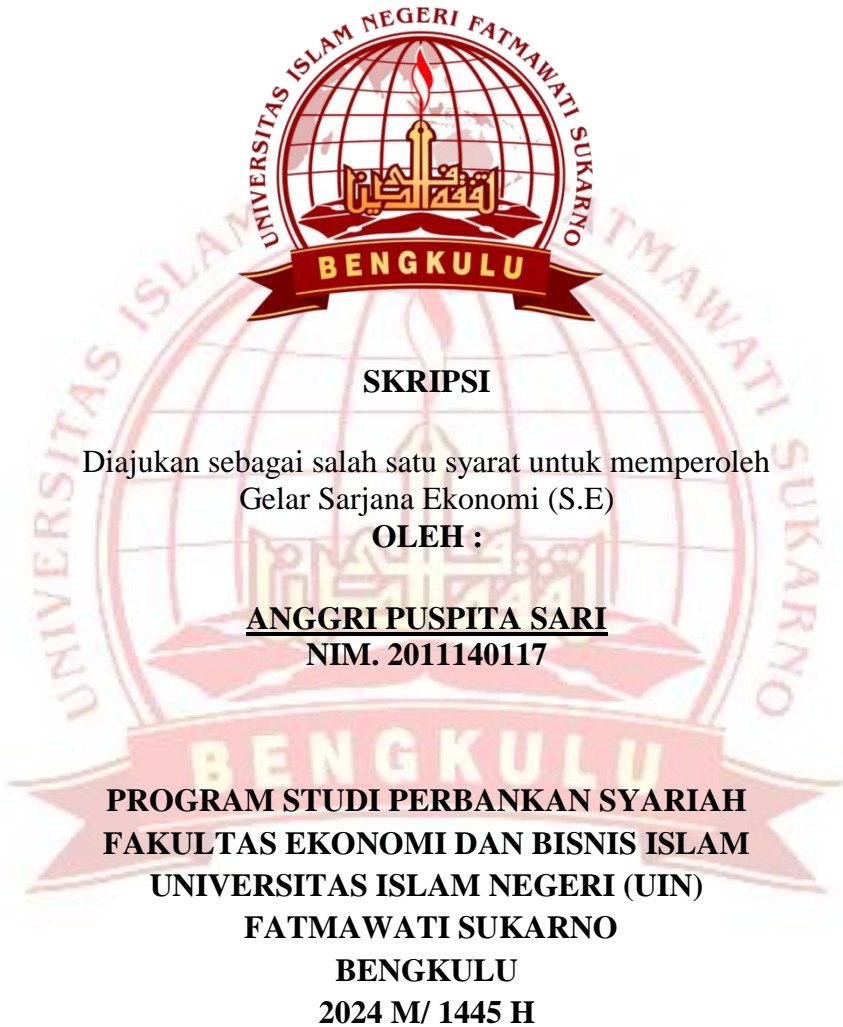 UNIVERSITAS ISLAM NEGERI FATMAWATI SUKARNO
BENGKULU
SKRIPSI
Diajukan sebagai salah satu syarat untuk memperoleh
Gelar Sarjana Ekonomi (S.E)
OLEH :
ANGGRI PUSPITA SARI
NIM. 2011140117
PROGRAM STUDI PERBANKAN SYARIAH
FAKULTAS EKONOMI DAN BISNIS ISLAM
UNIVERSITAS ISLAM NEGERI (UIN)
FATMAWATI SUKARNO
BENGKULU
2024 M/ 1445 H